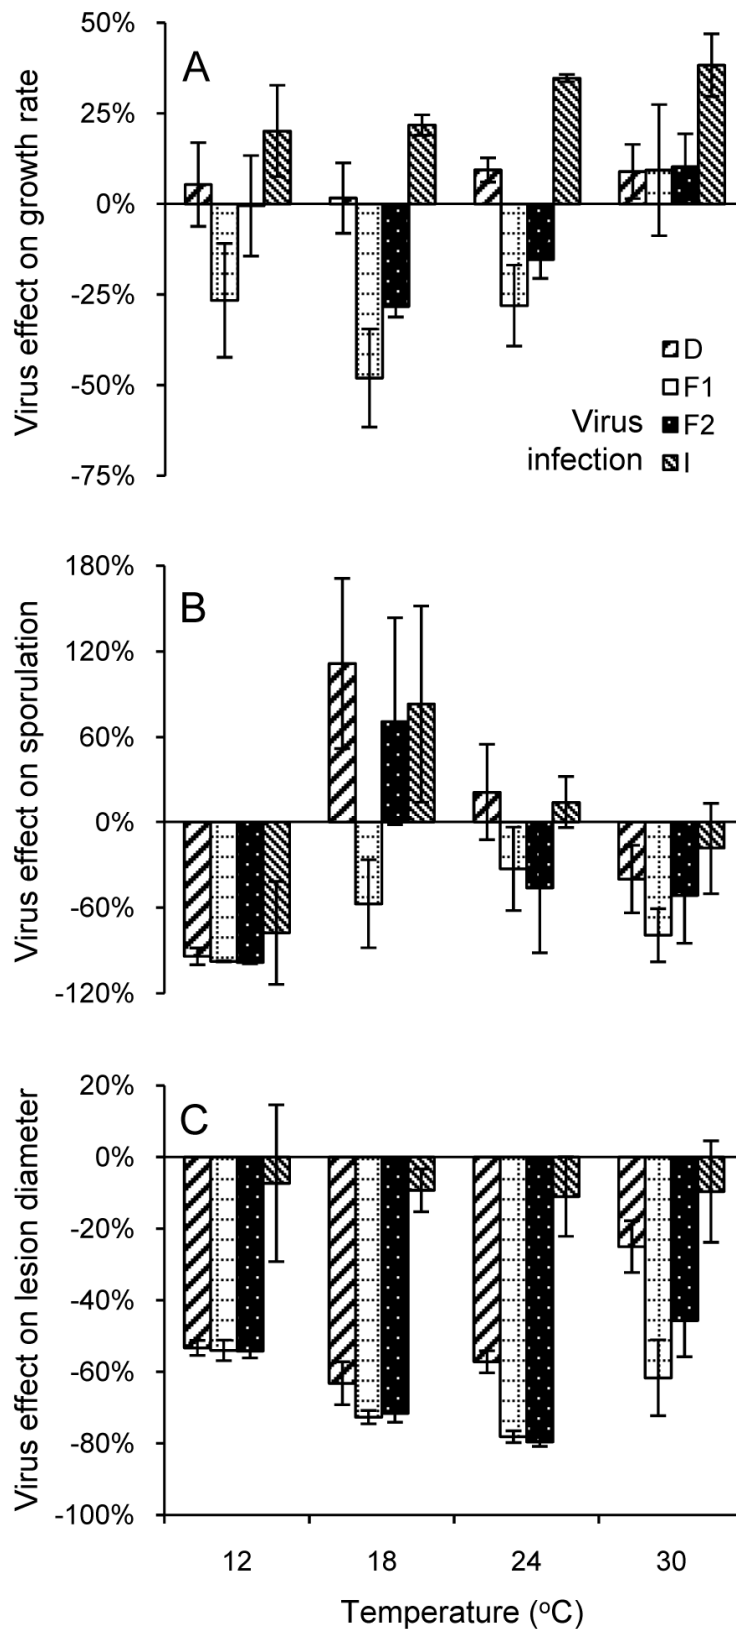 A
Virus effect on growth rate
50%
25%
0%
-25%
-50%
-75%
D
F1
Virus F2
infection I
B
Virus effect on sporulation
180%
120%
60%
0%
-60%
-120%
C
Virus effect on lesion diameter
20%
0%
-20%
-40%
-60%
-80%
-100%
12 18 24 30
Temperature (ºC)